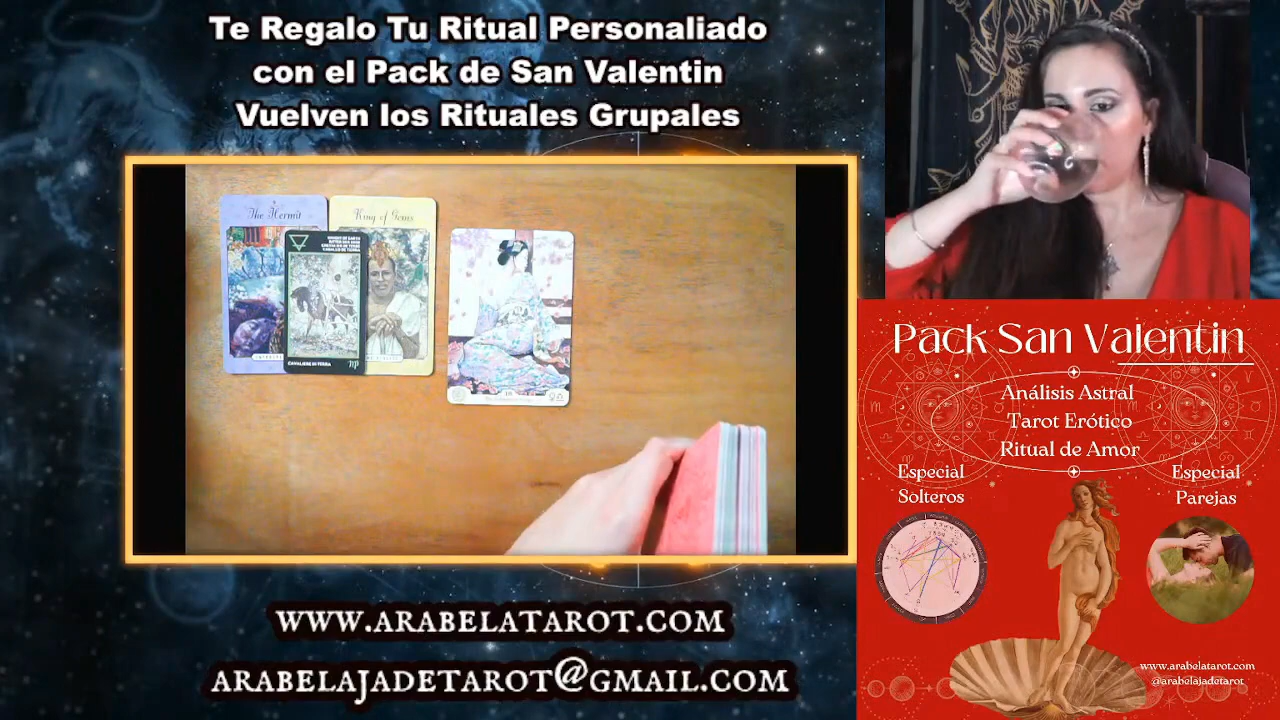 Te Regalo Tu Ritual Personaliado
con el Pack de San Valentin
Vuelven los Rituales Grupales
The Hermit
King of Gems
CAVALIERE DI TERRA
www.arabelatarot.com
arabelajadetarot@gmail.com
Pack San Valentin
Análisis Astral
Tarot Erótico
Ritual de Amor
Especial
Solteros
Especial
Parejas
www.arabelatarot.com
@arabelajadetarot